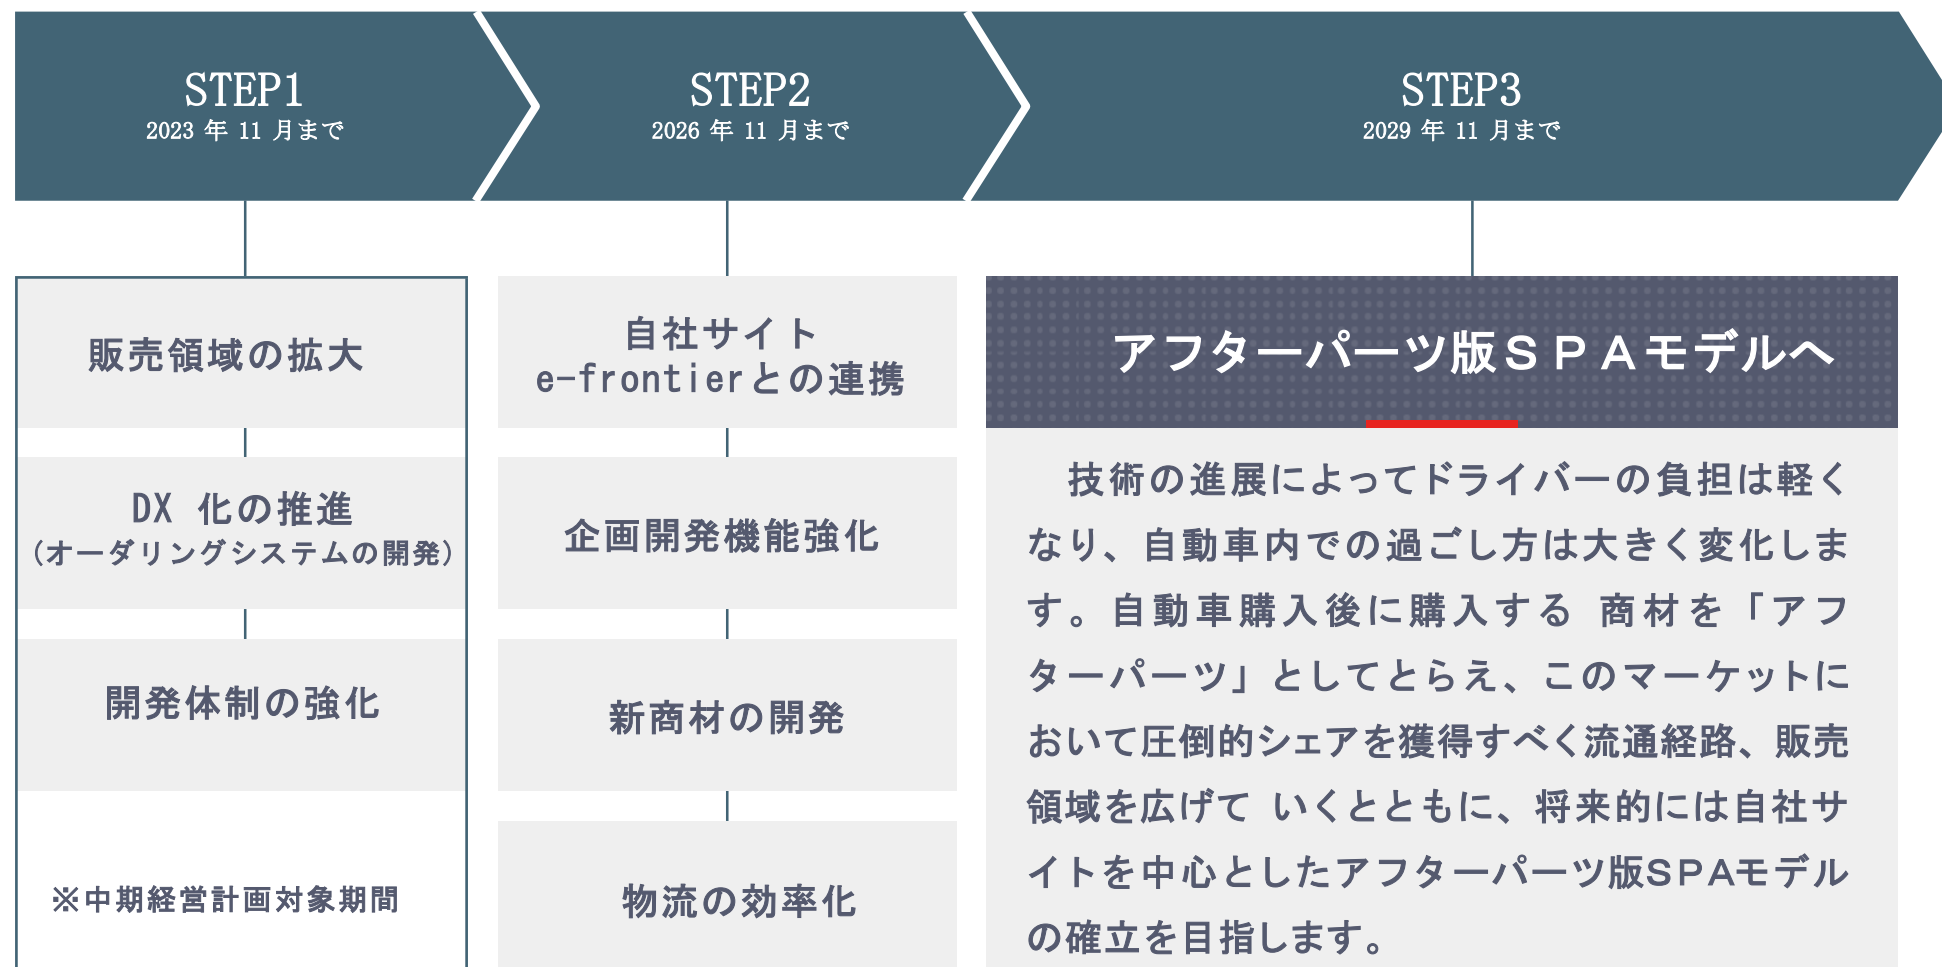 STEP1
2023 年 11 月まで
STEP2
2026 年 11 月まで
STEP3
2029 年 11 月まで
販売領域の拡大
DX 化の推進
(オーダリングシステムの開発)
開発体制の強化
※中期経営計画対象期間
自社サイト
e-frontierとの連携
企画開発機能強化
新商材の開発
物流の効率化
アフターパーツ版ＳＰＡモデルへ
　技術の進展によってドライバーの負担は軽く
なり、自動車内での過ごし方は大きく変化しま
す。自動車購入後に購入する 商材を「アフ
ターパーツ」としてとらえ、このマーケットに
おいて圧倒的シェアを獲得すべく流通経路、販売
領域を広げて いくとともに、将来的には自社サ
イトを中心としたアフターパーツ版SPAモデル
の確立を目指します。